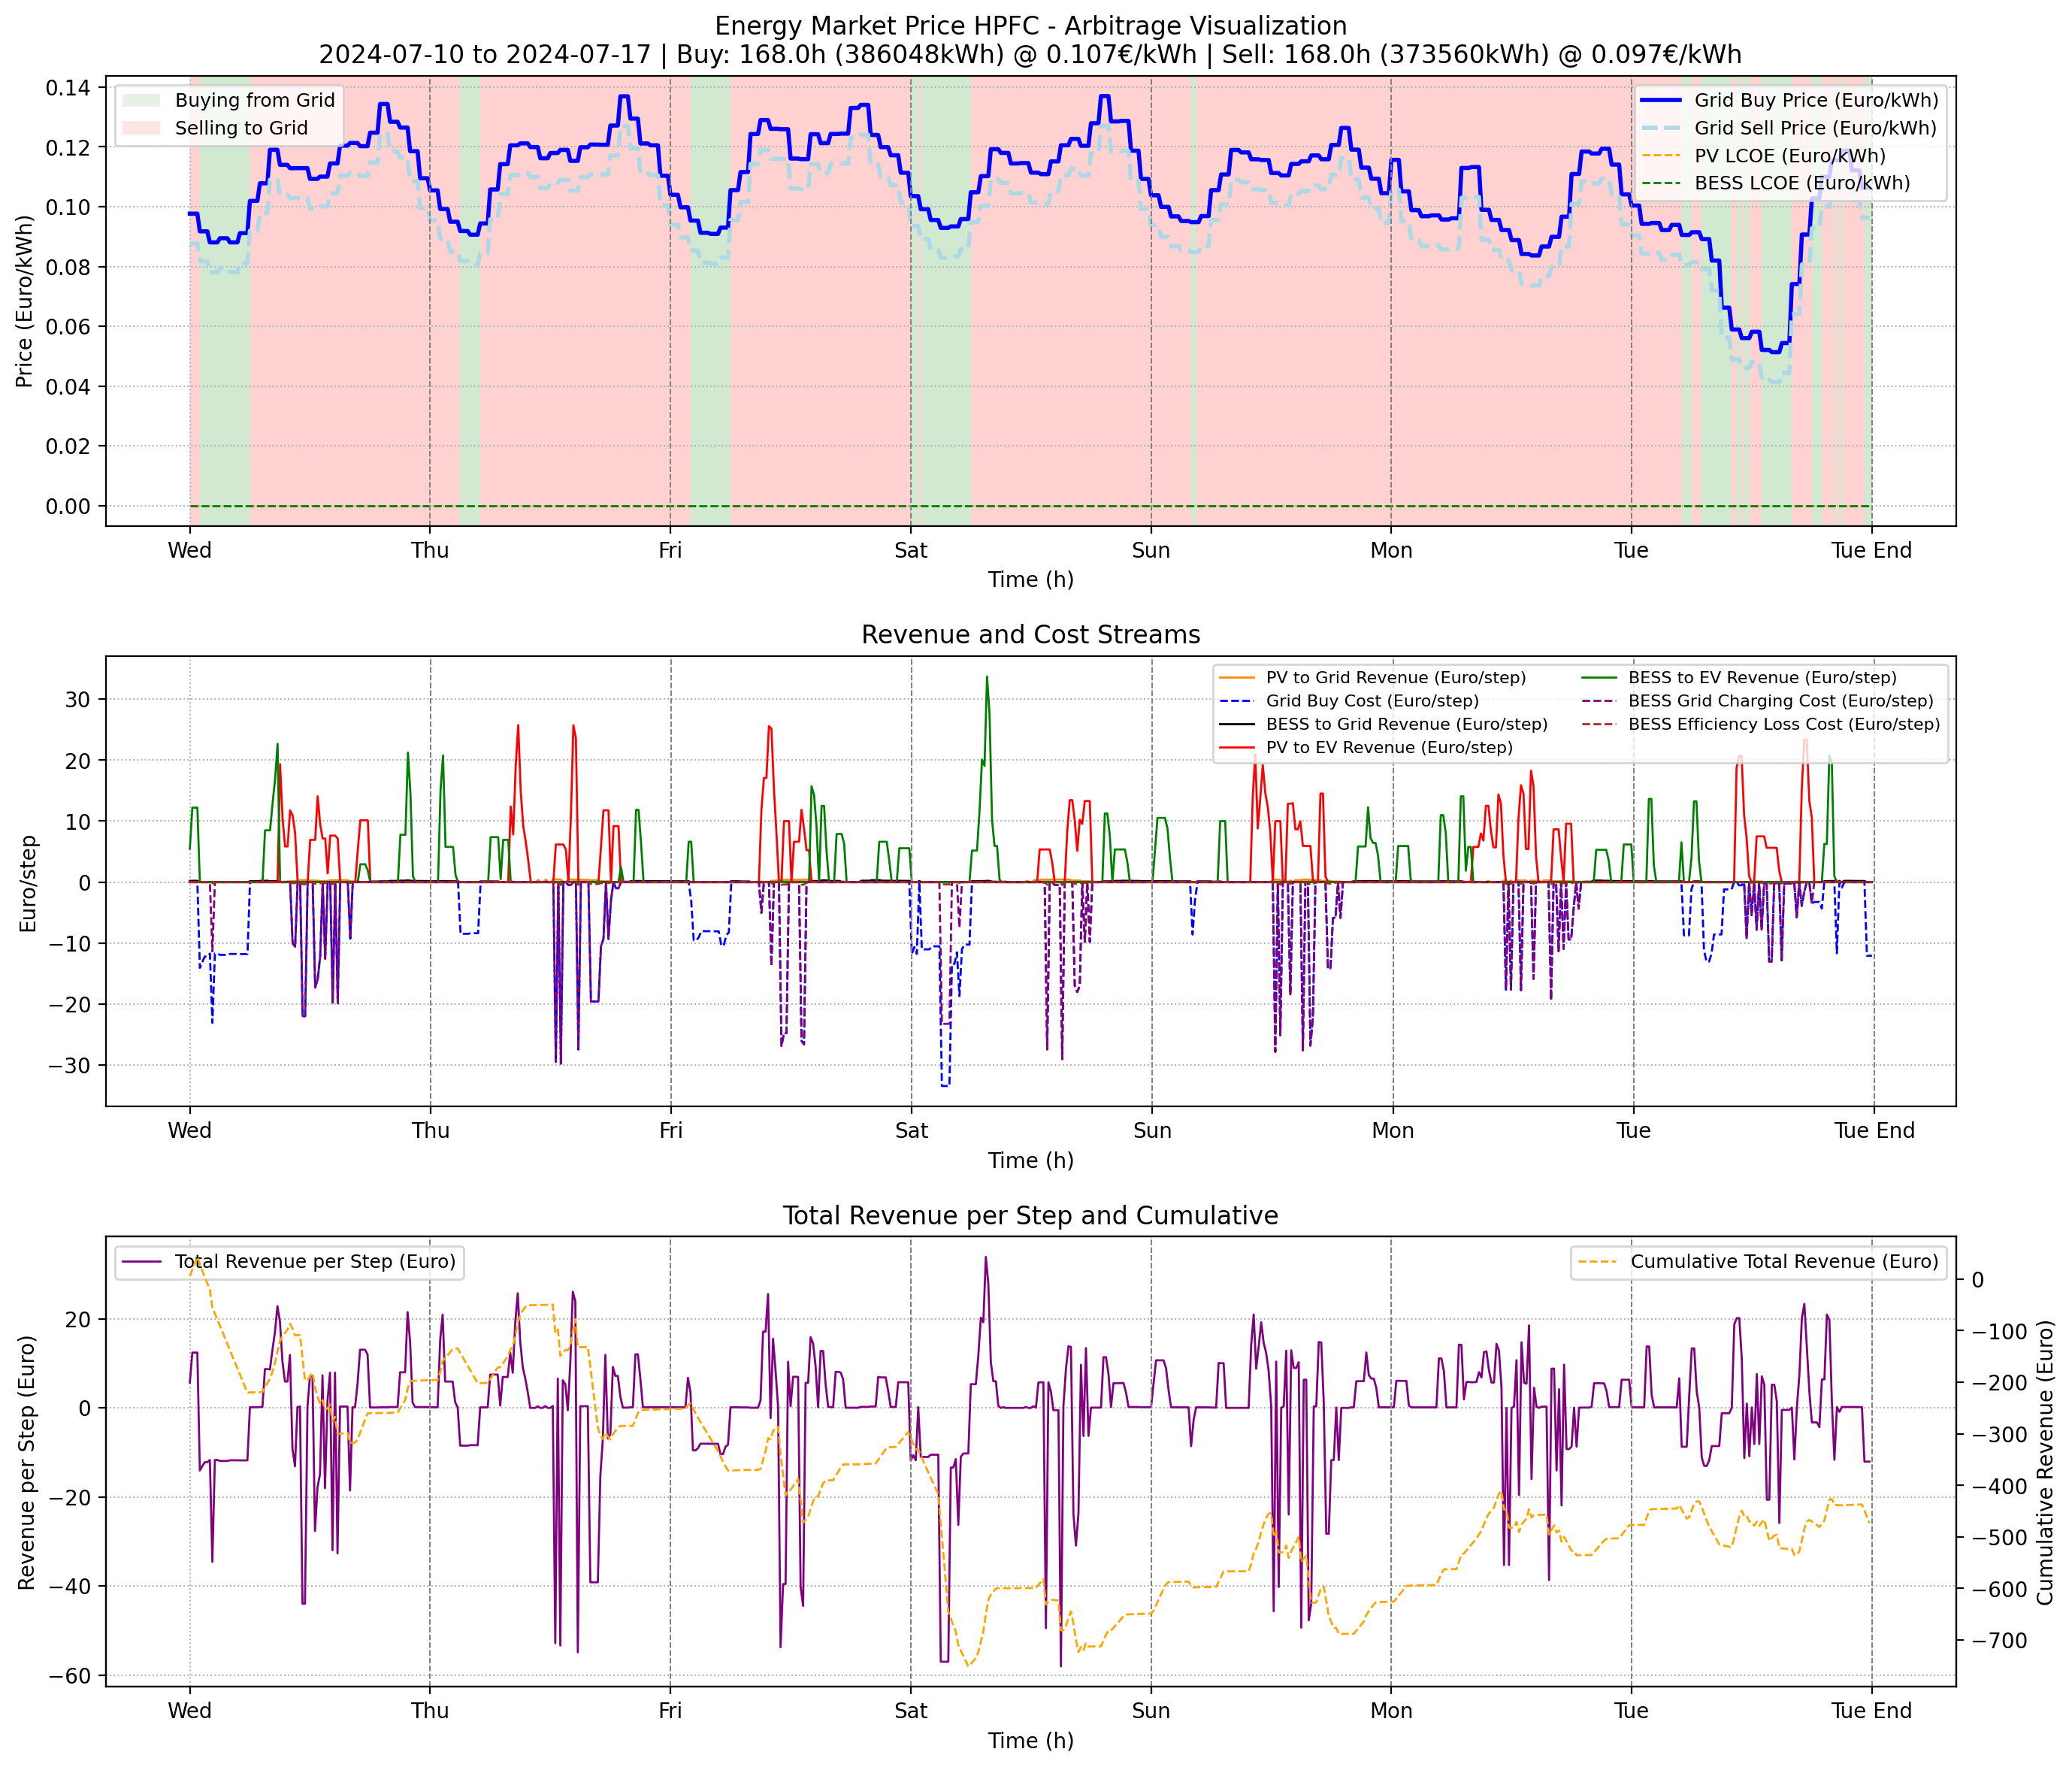 Energy Market Price HPFC - Arbitrage Visualization
2024-07-10 to 2024-07-17 | Buy: 168.0h (386048kWh) @ 0.107€/kWh | Sell: 168.0h (373560kWh) @ 0.097€/kWh
Buying from Grid
Selling to Grid
Grid Buy Price (Euro/kWh)
Grid Sell Price (Euro/kWh)
PV LCOE (Euro/kWh)
BESS LCOE (Euro/kWh)
Price (Euro/kWh)
0.14
0.12
0.10
0.08
0.06
0.04
0.02
0.00
Wed Thu Fri Sat Sun Mon Tue Tue End
Time (h)
Revenue and Cost Streams
PV to Grid Revenue (Euro/step)
Grid Buy Cost (Euro/step)
BESS to Grid Revenue (Euro/step)
PV to EV Revenue (Euro/step)
BESS to EV Revenue (Euro/step)
BESS Grid Charging Cost (Euro/step)
BESS Efficiency Loss Cost (Euro/step)
Euro/step
30
20
10
0
−10
−20
−30
Wed Thu Fri Sat Sun Mon Tue Tue End
Time (h)
Total Revenue per Step and Cumulative
Total Revenue per Step (Euro)
Cumulative Total Revenue (Euro)
Revenue per Step (Euro)
20
0
−20
−40
−60
0
−100
−200
−300
−400
−500
−600
−700
Cumulative Revenue (Euro)
Wed Thu Fri Sat Sun Mon Tue Tue End
Time (h)